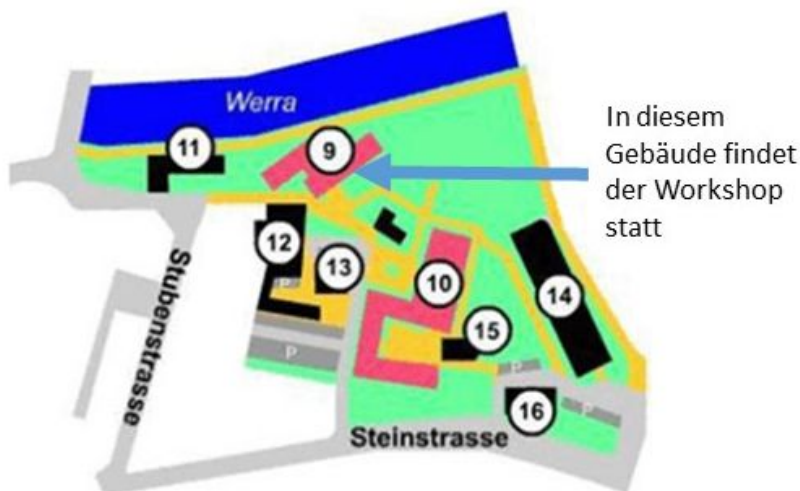 Werra
11
9
In diesem
Gebäude findet
der Workshop
statt
12
13
10
14
15
P
P
P
P
16
Stubenstrasse
Steinstrasse